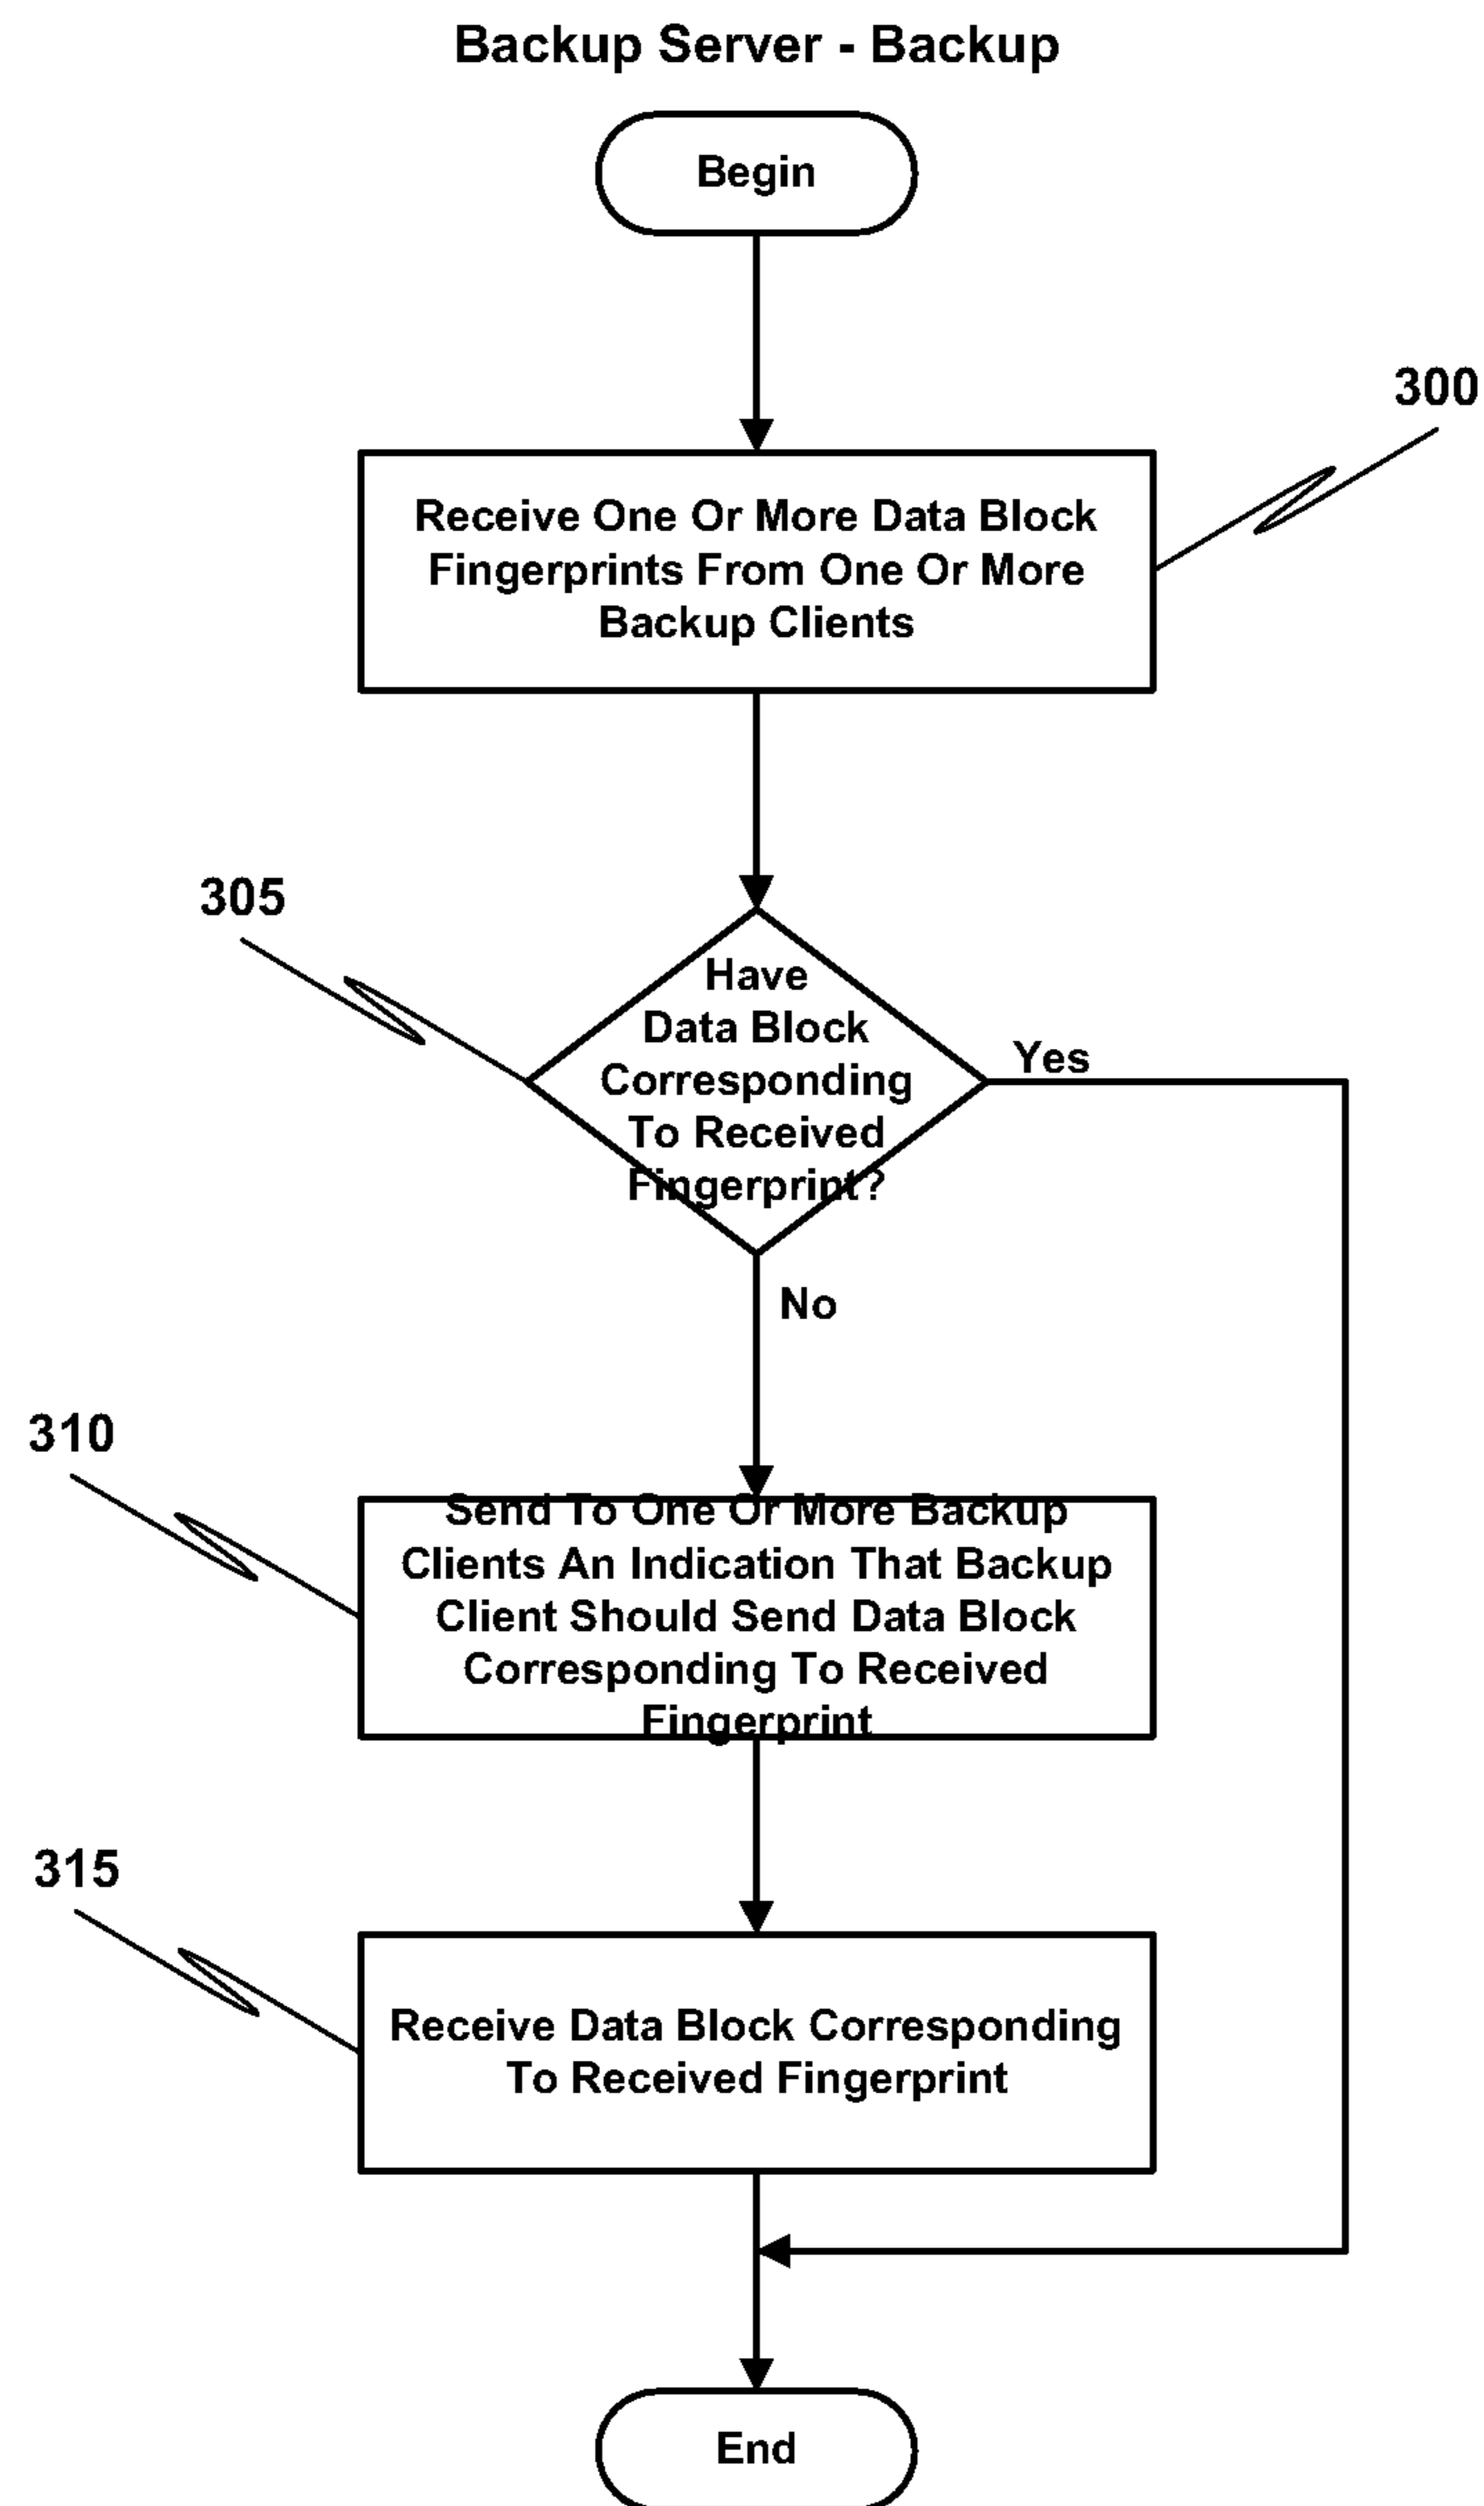 Backup Server - Backup
Begin
300
Receive One Or More Data Block
Fingerprints From One Or More
Backup Clients
305
Have
Data Block
Corresponding
To Received
Fingerprint?
Yes
No
310
Send To One Or More Backup
Clients An Indication That Backup
Client Should Send Data Block
Corresponding To Received
Fingerprint
315
Receive Data Block Corresponding
To Received Fingerprint
End